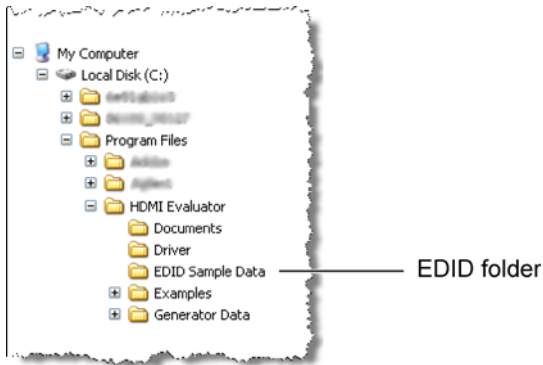 My Computer
Local Disk (C:)
Program Files
HDMI Evaluator
Documents
Driver
EDID Sample Data
EDID folder
Examples
Generator Data